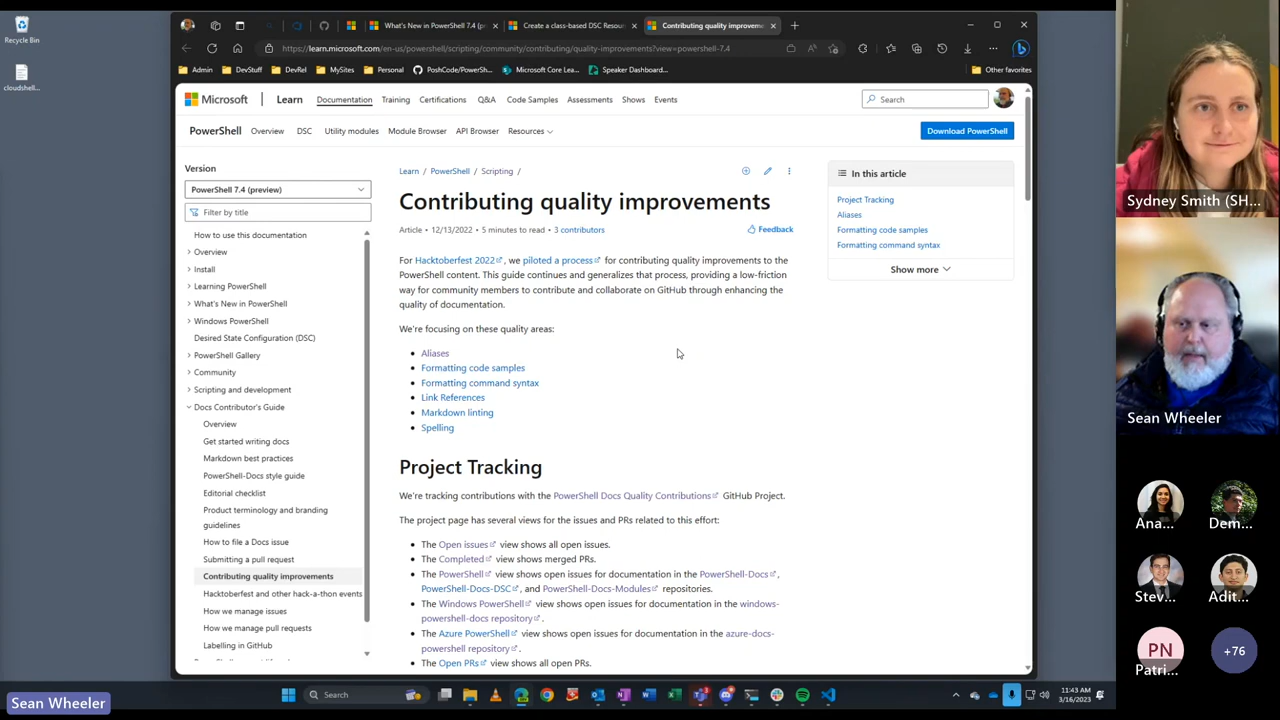 Recycle Bin
cloudshell...
What's New in PowerShell 7.4 (pr
Create a class-based DSC Resou
Contributing quality improvemen
https://learn.microsoft.com/en-us/powershell/scripting/community/contributing/quality-improvements?view=powershell-7.4
Admin DevStuff DevRel MySites Personal PoshCode/PowerSh... Microsoft Core Lea... Speaker Dashboard... Other favorites
Microsoft Learn Documentation Training Certifications Q&A Code Samples Assessments Shows Events Search
PowerShell Overview DSC Utility modules Module Browser API Browser Resources Download PowerShell
Version
PowerShell 7.4 (preview)
Filter by title
How to use this documentation
Overview
Install
Learning PowerShell
What's New in PowerShell
Windows PowerShell
Desired State Configuration (DSC)
PowerShell Gallery
Community
Scripting and development
Docs Contributor's Guide
Overview
Get started writing docs
Markdown best practices
PowerShell-Docs style guide
Editorial checklist
Product terminology and branding
guidelines
How to file a Docs issue
Submitting a pull request
Contributing quality improvements
Hacktoberfest and other hack-a-thon events
How we manage issues
How we manage pull requests
Labelling in GitHub
Learn / PowerShell / Scripting /
Contributing quality improvements
Article • 12/13/2022 • 5 minutes to read • 3 contributors
Feedback
For Hacktoberfest 2022, we piloted a process for contributing quality improvements to the
PowerShell content. This guide continues and generalizes that process, providing a low-friction
way for community members to contribute and collaborate on GitHub through enhancing the
quality of documentation.
We're focusing on these quality areas:
• Aliases
• Formatting code samples
• Formatting command syntax
• Link References
• Markdown linting
• Spelling
Project Tracking
We're tracking contributions with the PowerShell Docs Quality Contributions GitHub Project.
The project page has several views for the issues and PRs related to this effort:
• The Open issues view shows all open issues.
• The Completed view shows merged PRs.
• The PowerShell view shows open issues for documentation in the PowerShell-Docs,
PowerShell-Docs-DSC, and PowerShell-Docs-Modules repositories.
• The Windows PowerShell view shows open issues for documentation in the windows-
powershell-docs repository.
• The Azure PowerShell view shows open issues for documentation in the azure-docs-
powershell repository.
• The Open PRs view shows all open PRs.
In this article
Project Tracking
Aliases
Formatting code samples
Formatting command syntax
Show more
Search
11:43 AM
3/16/2023
Sean Wheeler
Sydney Smith (SH...
Sean Wheeler
Ana...
Dem...
Stev...
Adit...
PN
Patri...
+76